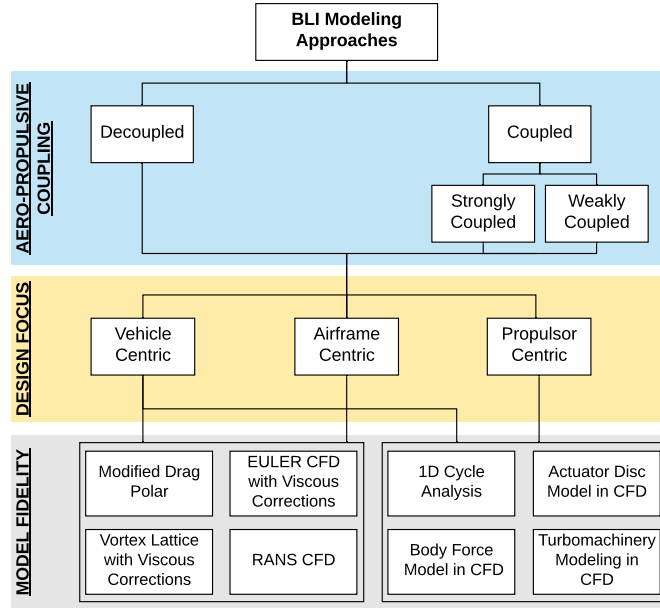 BLI Modeling
Approaches
AERO-PROPULSIVE
COUPLING
Decoupled
Coupled
Strongly
Coupled
Weakly
Coupled
DESIGN FOCUS
Vehicle
Centric
Airframe
Centric
Propulsor
Centric
MODEL FIDELITY
Modified Drag
Polar
EULER CFD
with Viscous
Corrections
1D Cycle
Analysis
Actuator Disc
Model in CFD
Vortex Lattice
with Viscous
Corrections
RANS CFD
Body Force
Model in CFD
Turbomachinery
Modeling in
CFD